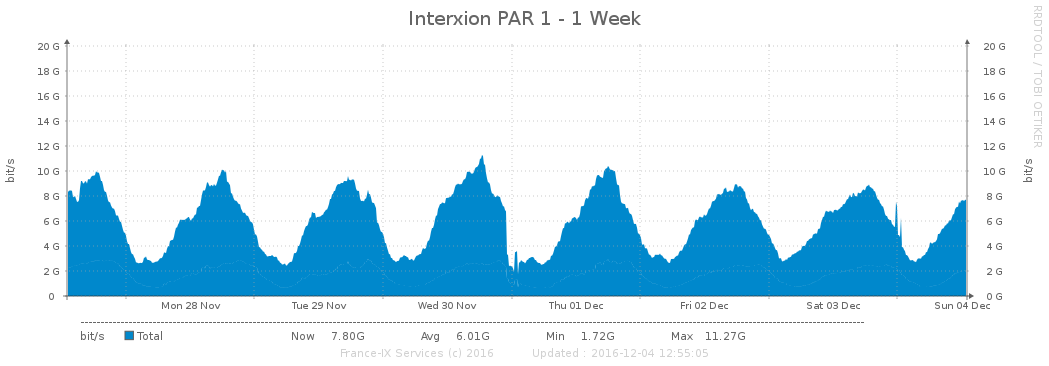 Interxion PAR 1 - 1 Week
RRDTOOL / TOBI OETIKER
bit/s
bit/s
20 G 20 G
18 G 18 G
16 G 16 G
14 G 14 G
12 G 12 G
10 G 10 G
8 G 8 G
6 G 6 G
4 G 4 G
2 G 2 G
0 0 G
Mon 28 Nov Tue 29 Nov Wed 30 Nov Thu 01 Dec Fri 02 Dec Sat 03 Dec Sun 04 Dec
bit/s Total Now 7.80G Avg 6.01G Min 1.72G Max 11.27G
France-IX Services (c) 2016 Updated : 2016-12-04 12:55:05